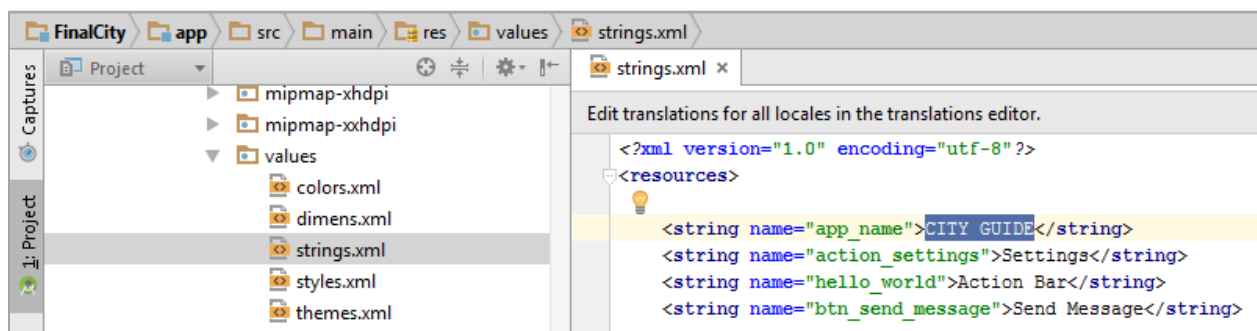 FinalCity app src main res values strings.xml
Captures
1: Project
Project
mipmap-xhdpi
mipmap-xxhdpi
values
colors.xml
dimens.xml
strings.xml
styles.xml
themes.xml
strings.xml
Edit translations for all locales in the translations editor.
<?xml version="1.0" encoding="utf-8"?>
<resources>
<string name="app_name">CITY GUIDE</string>
<string name="action_settings">Settings</string>
<string name="hello_world">Action Bar</string>
<string name="btn_send_message">Send Message</string>